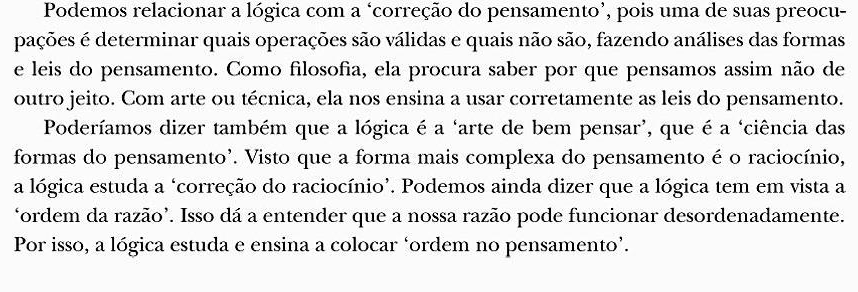 Podemos relacionar a lógica com a ‘correção do pensamento’, pois uma de suas preocu-
pações é determinar quais operações são válidas e quais não são, fazendo análises das formas
e leis do pensamento. Como filosofia, ela procura saber por que pensamos assim não de
outro jeito. Com arte ou técnica, ela nos ensina a usar corretamente as leis do pensamento.
Poderíamos dizer também que a lógica é a ‘arte de bem pensar’, que é a ‘ciência das
formas do pensamento’. Visto que a forma mais complexa do pensamento é o raciocínio,
a lógica estuda a ‘correção do raciocínio’. Podemos ainda dizer que a lógica tem em vista a
‘ordem da razão’. Isso dá a entender que a nossa razão pode funcionar desordenadamente.
Por isso, a lógica estuda e ensina a colocar ‘ordem no pensamento’.